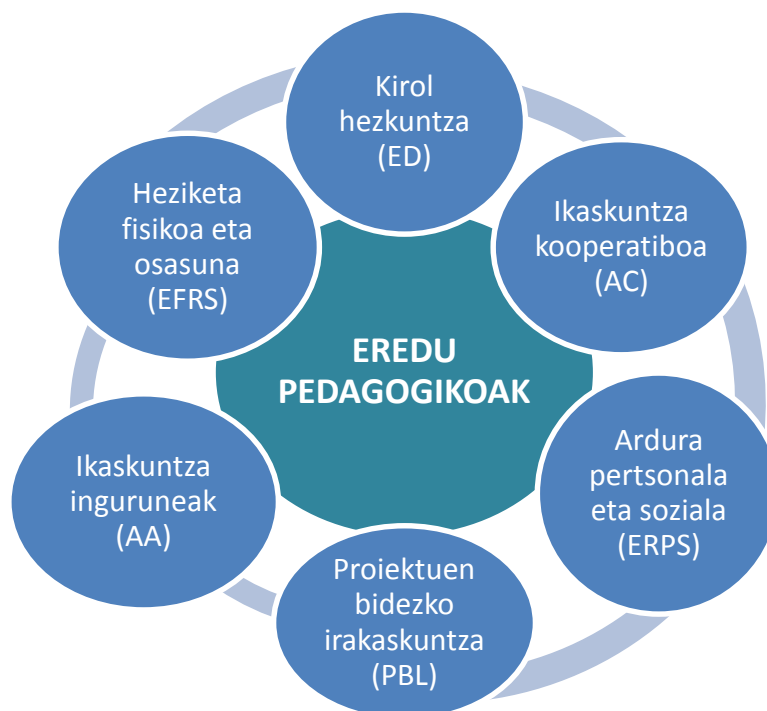 Kirol
hezkuntza
(ED)
Ikaskuntza
kooperatiboa
(AC)
Ardura
pertsonala
eta soziala
(ERPS)
Proiektuen
bidezko
irakaskuntza
(PBL)
Ikaskuntza
inguruneak
(AA)
Heziketa
fisikoa eta
osasuna
(EFRS)
EREDU
PEDAGOGIKOAK